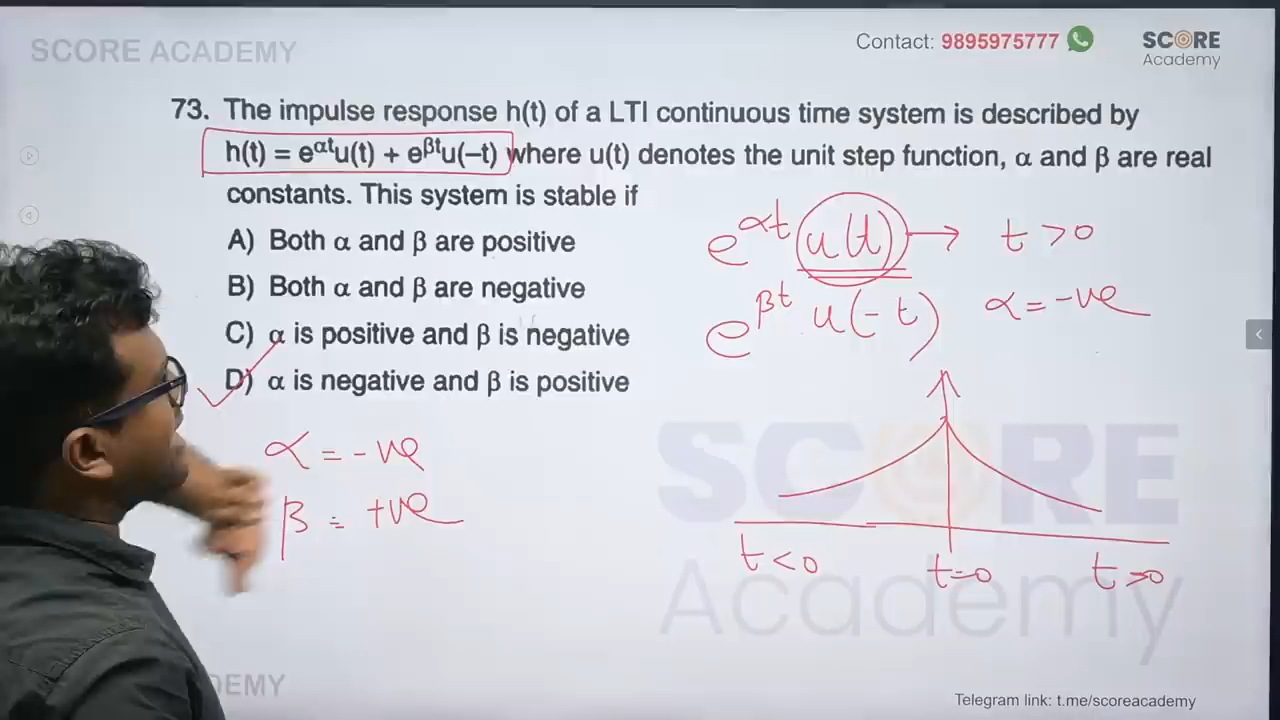 SCORE ACADEMY
Contact: 9895975777
SCORE
Academy
73. The impulse response h(t) of a LTI continuous time system is described by
h(t) = e^αt u(t) + e^βt u(–t) where u(t) denotes the unit step function, α and β are real
constants. This system is stable if
A) Both α and β are positive
B) Both α and β are negative
C) α is positive and β is negative
D) α is negative and β is positive
e^αt u(t) → t > 0
e^βt u(-t) α = -ve
α = -ve
β = +ve
t < 0 t=0 t > 0
SCORE
Academy
DEMY
Telegram link: t.me/scoreacademy